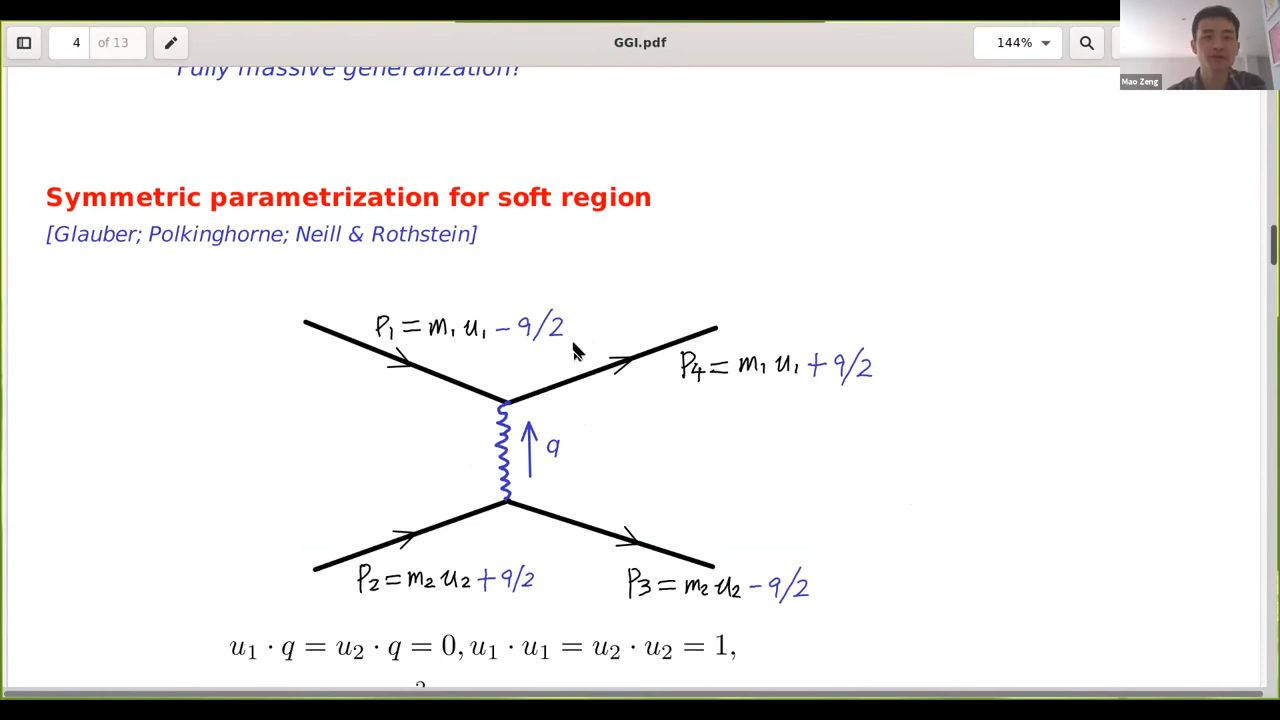 4 of 13
GGI.pdf
144%
Mao Zeng
Fully massive generalization?
Symmetric parametrization for soft region
[Glauber; Polkinghorne; Neill & Rothstein]
P₁ = m₁ u₁ − q/2
P₄ = m₁ u₁ + q/2
q
P₂ = m₂ u₂ + q/2
P₃ = m₂ u₂ − q/2
u₁ · q = u₂ · q = 0, u₁ · u₁ = u₂ · u₂ = 1,